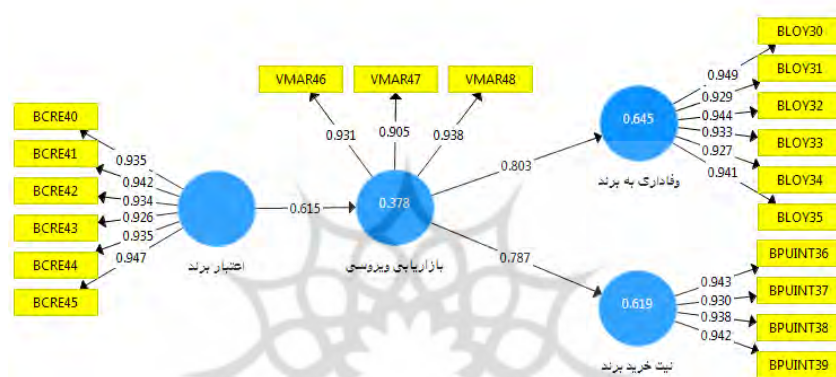 BCRE40
BCRE41
BCRE42
BCRE43
BCRE44
BCRE45
0.935
0.942
0.934
0.926
0.935
0.947
اعتبار برند
0.615
VMAR46
VMAR47
VMAR48
0.931
0.905
0.938
0.378
بازاریابی ویروسی
0.803
0.787
0.645
وفاداری به برند
0.949
0.929
0.944
0.933
0.927
0.941
BLOY30
BLOY31
BLOY32
BLOY33
BLOY34
BLOY35
0.619
نیت خرید برند
0.943
0.930
0.938
0.942
BPUINT36
BPUINT37
BPUINT38
BPUINT39